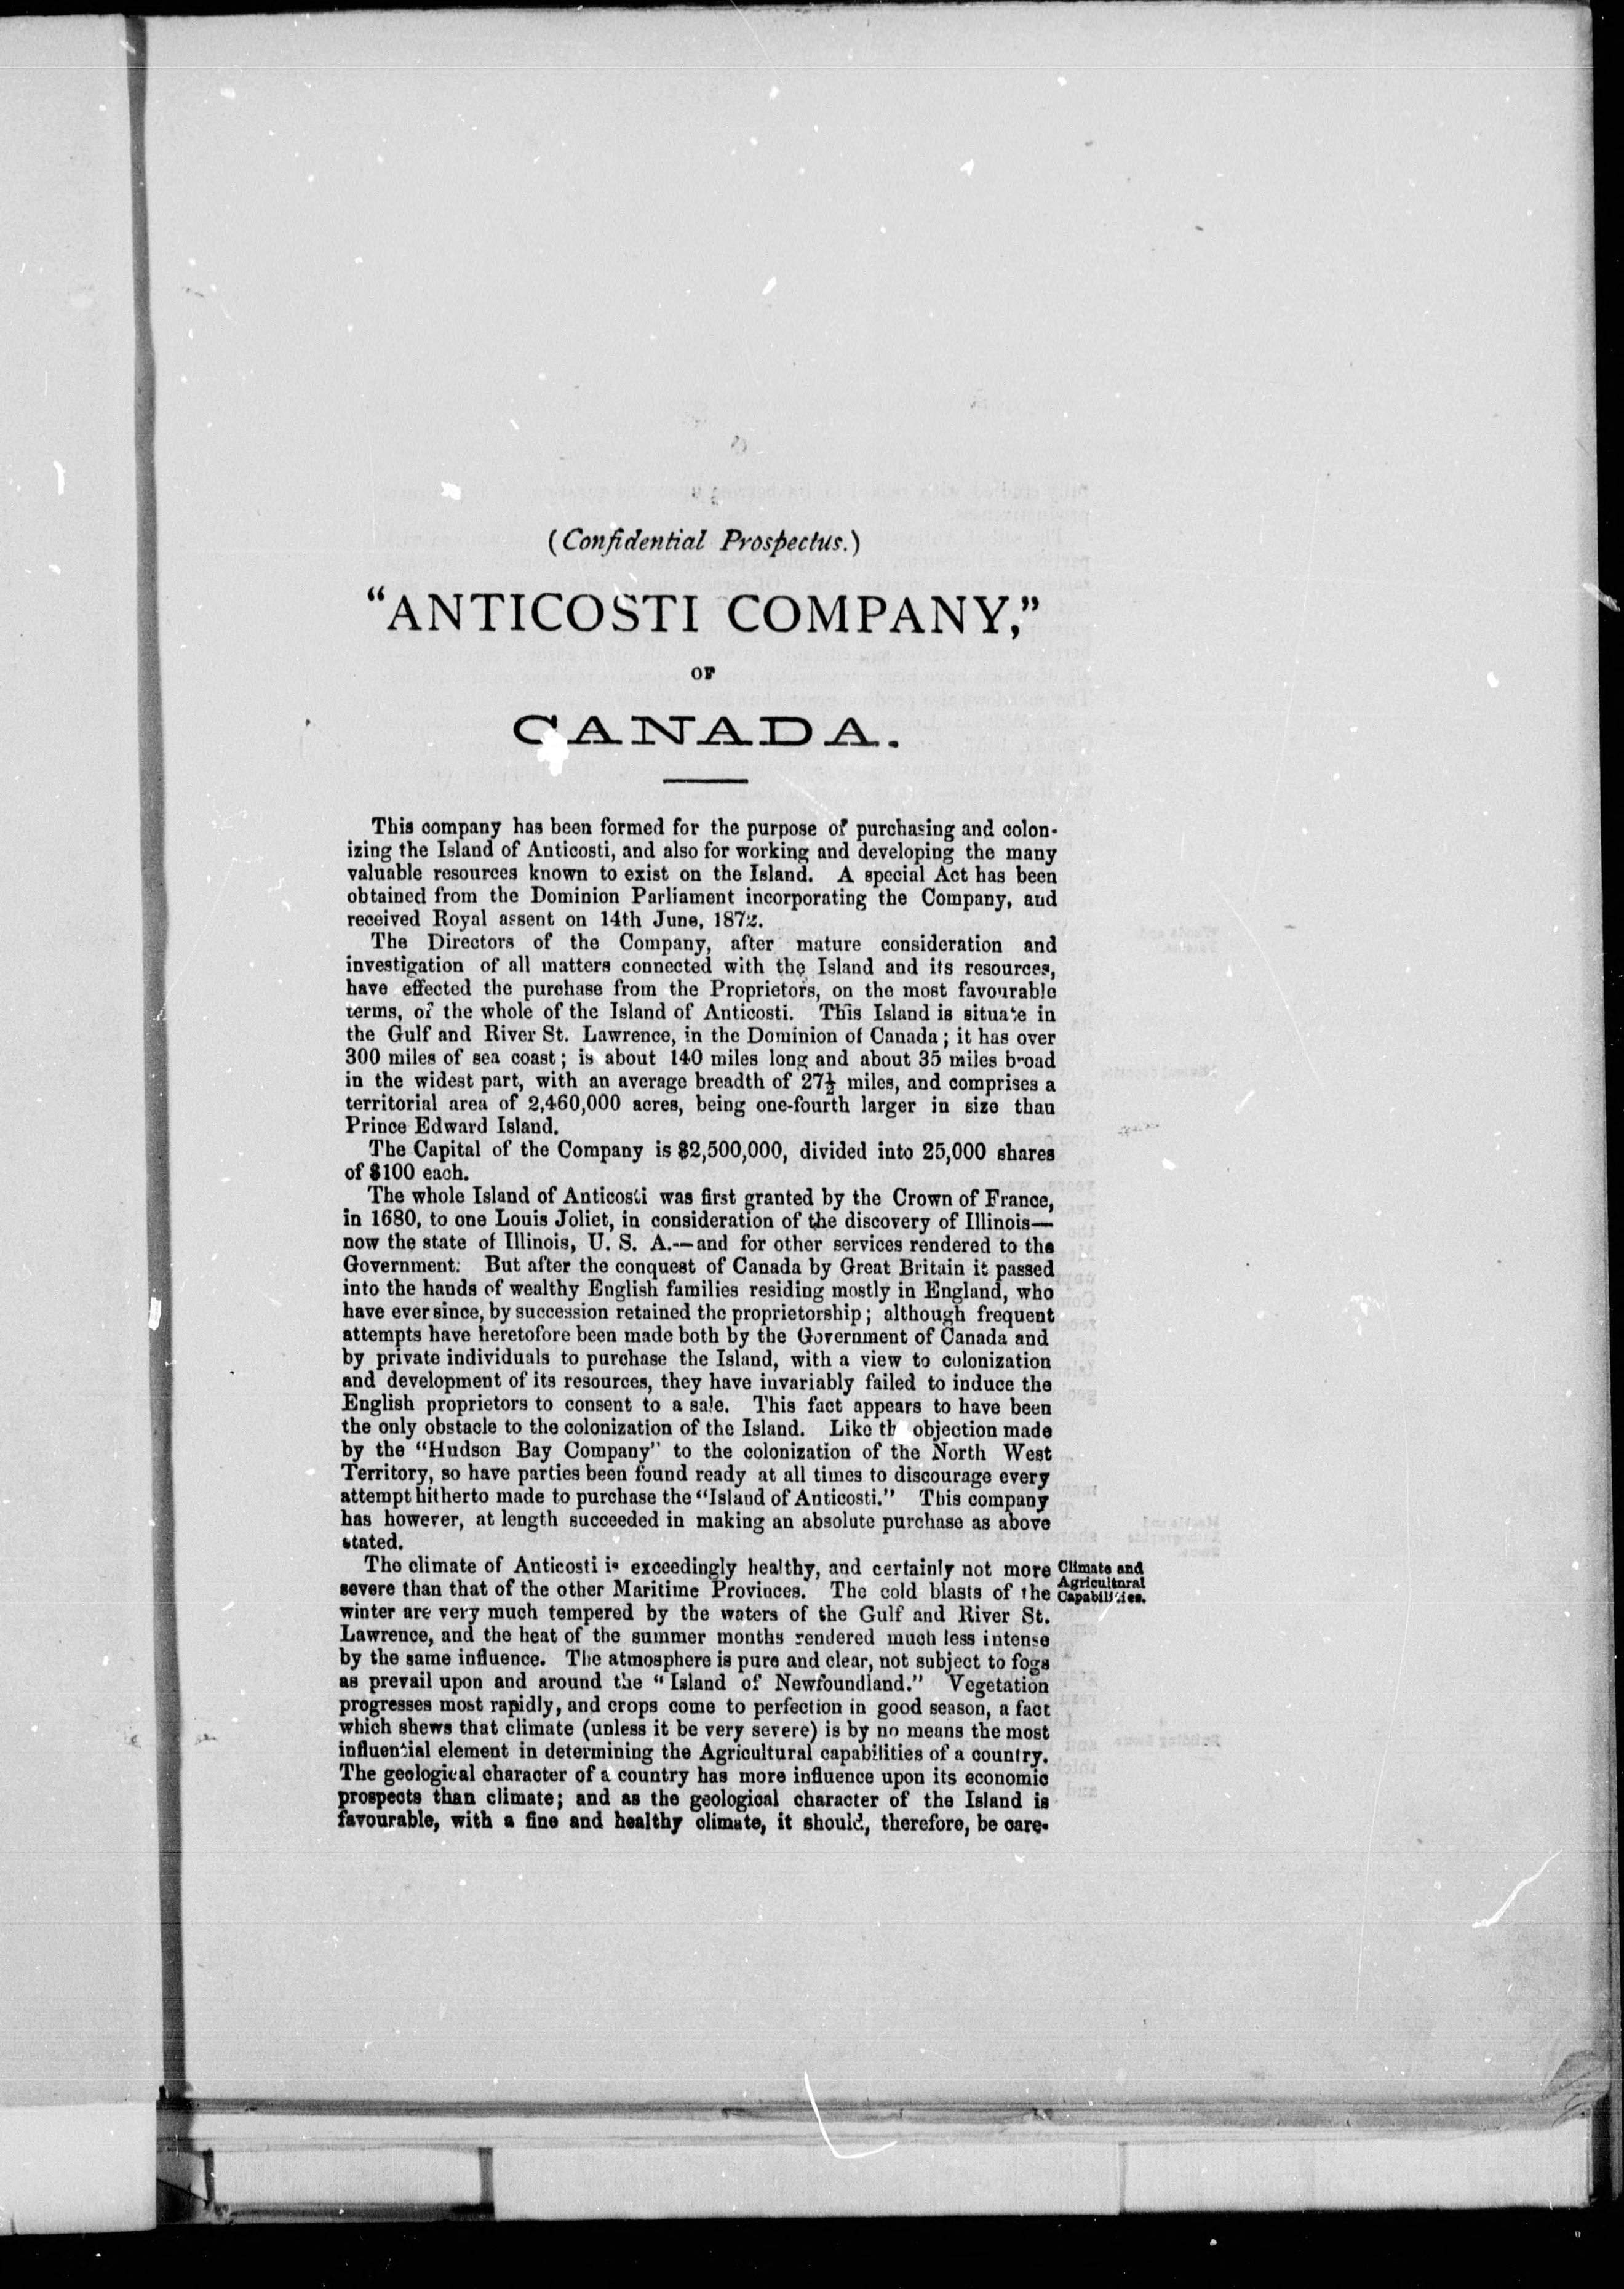 (Confidential Prospectus.)
"ANTICOSTI COMPANY,"
OF
CANADA.
This company has been formed for the purpose of purchasing and colon-
izing the Island of Anticosti, and also for working and developing the many
valuable resources known to exist on the Island. A special Act has been
obtained from the Dominion Parliament incorporating the Company, and
received Royal assent on 14th June, 1872.
The Directors of the Company, after mature consideration and
investigation of all matters connected with the Island and its resources,
have effected the purchase from the Proprietors, on the most favourable
terms, of the whole of the Island of Anticosti. This Island is situate in
the Gulf and River St. Lawrence, in the Dominion of Canada; it has over
300 miles of sea coast; is about 140 miles long and about 35 miles broad
in the widest part, with an average breadth of 27½ miles, and comprises a
territorial area of 2,460,000 acres, being one-fourth larger in size than
Prince Edward Island.
The Capital of the Company is $2,500,000, divided into 25,000 shares
of $100 each.
The whole Island of Anticosti was first granted by the Crown of France,
in 1680, to one Louis Joliet, in consideration of the discovery of Illinois—
now the state of Illinois, U. S. A.—and for other services rendered to the
Government: But after the conquest of Canada by Great Britain it passed
into the hands of wealthy English families residing mostly in England, who
have ever since, by succession retained the proprietorship; although frequent
attempts have heretofore been made both by the Government of Canada and
by private individuals to purchase the Island, with a view to colonization
and development of its resources, they have invariably failed to induce the
English proprietors to consent to a sale. This fact appears to have been
the only obstacle to the colonization of the Island. Like th objection made
by the "Hudson Bay Company" to the colonization of the North West
Territory, so have parties been found ready at all times to discourage every
attempt hitherto made to purchase the "Island of Anticosti." This company
has however, at length succeeded in making an absolute purchase as above
stated.
The climate of Anticosti is exceedingly healthy, and certainly not more
severe than that of the other Maritime Provinces. The cold blasts of the
winter are very much tempered by the waters of the Gulf and River St.
Lawrence, and the heat of the summer months rendered much less intense
by the same influence. The atmosphere is pure and clear, not subject to fogs
as prevail upon and around the "Island of Newfoundland." Vegetation
progresses most rapidly, and crops come to perfection in good season, a fact
which shews that climate (unless it be very severe) is by no means the most
influential element in determining the Agricultural capabilities of a country.
The geological character of a country has more influence upon its economic
prospects than climate; and as the geological character of the Island is
favourable, with a fine and healthy climate, it should, therefore, be care-
Climate and
Agricultural
Capabilities.